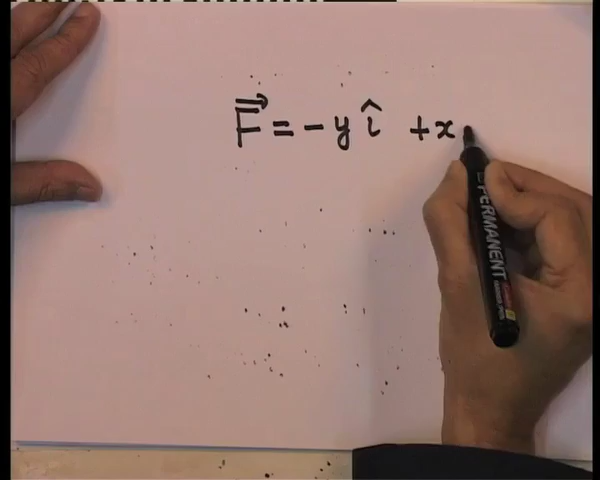 F⃗ = -y î + x
PERMANENT